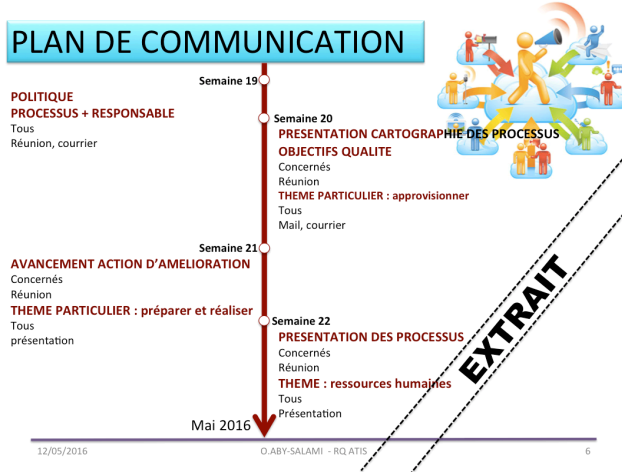 PLAN DE COMMUNICATION
Semaine 19
POLITIQUE
PROCESSUS + RESPONSABLE
Tous
Réunion, courrier
Semaine 20
PRESENTATION CARTOGRAPHIE DES PROCESSUS
OBJECTIFS QUALITE
Concernés
Réunion
THEME PARTICULIER : approvisionner
Tous
Mail, courrier
Semaine 21
AVANCEMENT ACTION D'AMELIORATION
Concernés
Réunion
THEME PARTICULIER : préparer et réaliser
Tous
présentation
Semaine 22
PRESENTATION DES PROCESSUS
Concernés
Réunion
THEME : ressources humaines
Tous
Présentation
EXTRAIT
Mai 2016
12/05/2016
O.ABY-SALAMI - RQ ATIS
6